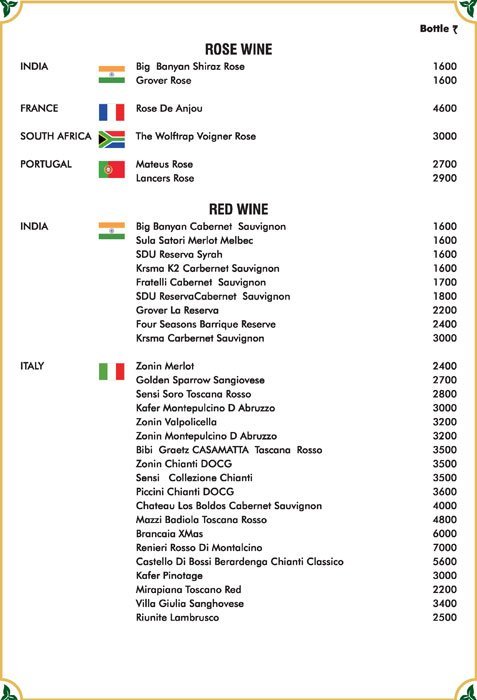 Bottle ₹
ROSE WINE
INDIA Big Banyan Shiraz Rose 1600
Grover Rose 1600
FRANCE Rose De Anjou 4600
SOUTH AFRICA The Wolftrap Voigner Rose 3000
PORTUGAL Mateus Rose 2700
Lancers Rose 2900
RED WINE
INDIA Big Banyan Cabernet Sauvignon 1600
Sula Satori Merlot Melbec 1600
SDU Reserva Syrah 1600
Krsma K2 Carbernet Sauvignon 1600
Fratelli Cabernet Sauvignon 1700
SDU ReservaCabernet Sauvignon 1800
Grover La Reserva 2200
Four Seasons Barrique Reserve 2400
Krsma Carbernet Sauvignon 3000
ITALY Zonin Merlot 2400
Golden Sparrow Sangiovese 2700
Sensi Soro Toscana Rosso 2800
Kafer Montepulcino D Abruzzo 3000
Zonin Valpolicella 3200
Zonin Montepulcino D Abruzzo 3200
Bibi Graetz CASAMATTA Tascana Rosso 3500
Zonin Chianti DOCG 3500
Sensi Collezione Chianti 3500
Piccini Chianti DOCG 3600
Chateau Los Boldos Cabernet Sauvignon 4000
Mazzi Badiola Toscana Rosso 4800
Brancaia XMas 6000
Renieri Rosso Di Montalcino 7000
Castello Di Bossi Berardenga Chianti Classico 5600
Kafer Pinotage 3000
Mirapiana Toscano Red 2200
Villa Giulia Sanghovese 3400
Riunite Lambrusco 2500